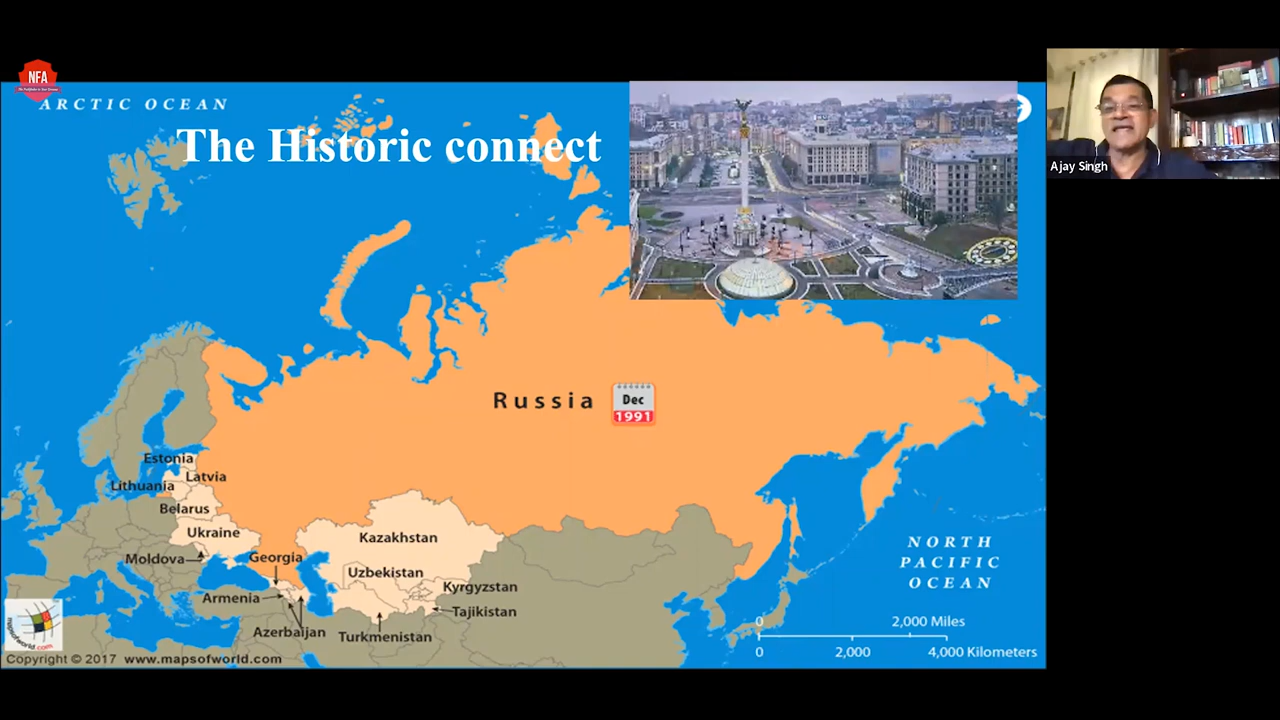 NFA
ARCTIC OCEAN
The Historic connect
Ajay Singh
Russia
Dec
1991
Estonia
Latvia
Lithuania
Belarus
Ukraine
Moldova
Georgia
Kazakhstan
Uzbekistan
Kyrgyzstan
Armenia
Tajikistan
Azerbaijan
Turkmenistan
NORTH
PACIFIC
OCEAN
0 2,000 Miles
0 2,000 4,000 Kilometers
mapsofworld.com
Copyright © 2017 www.mapsofworld.com